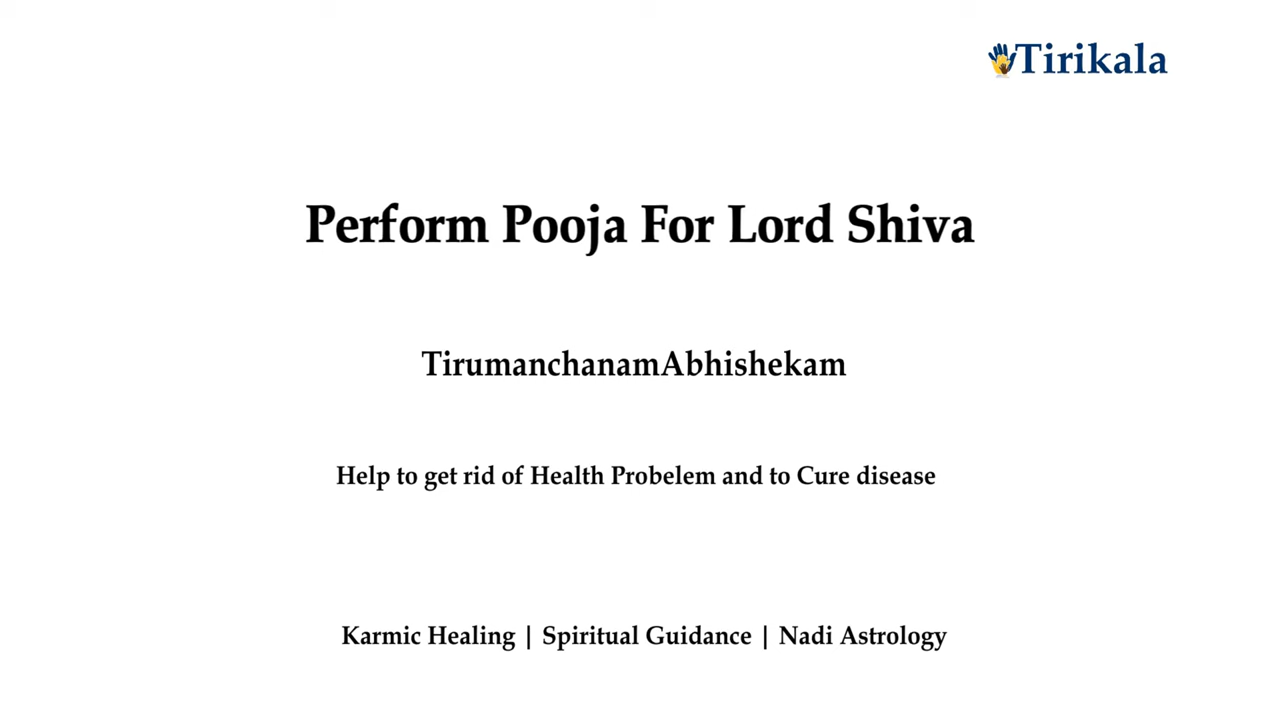 Tirikala
Perform Pooja For Lord Shiva
TirumanchanamAbhishekam
Help to get rid of Health Probelem and to Cure disease
Karmic Healing | Spiritual Guidance | Nadi Astrology